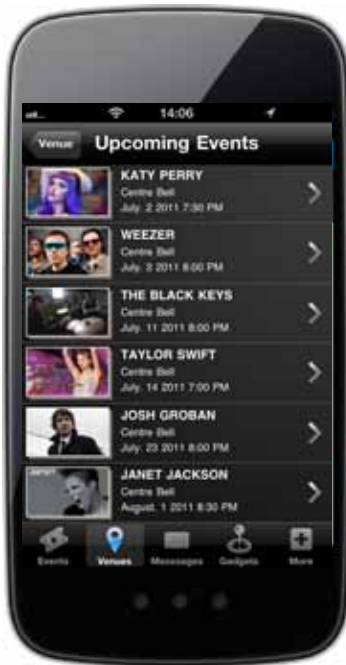 14:06
Venue
Upcoming Events
KATY PERRY
Centre Bell
July. 2 2011 7:30 PM
WEEZER
Centre Bell
July. 3 2011 8:00 PM
THE BLACK KEYS
Centre Bell
July. 11 2011 8:00 PM
TAYLOR SWIFT
Centre Bell
July. 14 2011 7:00 PM
JOSH GROBAN
Centre Bell
July. 23 2011 8:00 PM
JANET JACKSON
Centre Bell
August. 1 2011 8:30 PM
Events Venues Messages Gadgets More